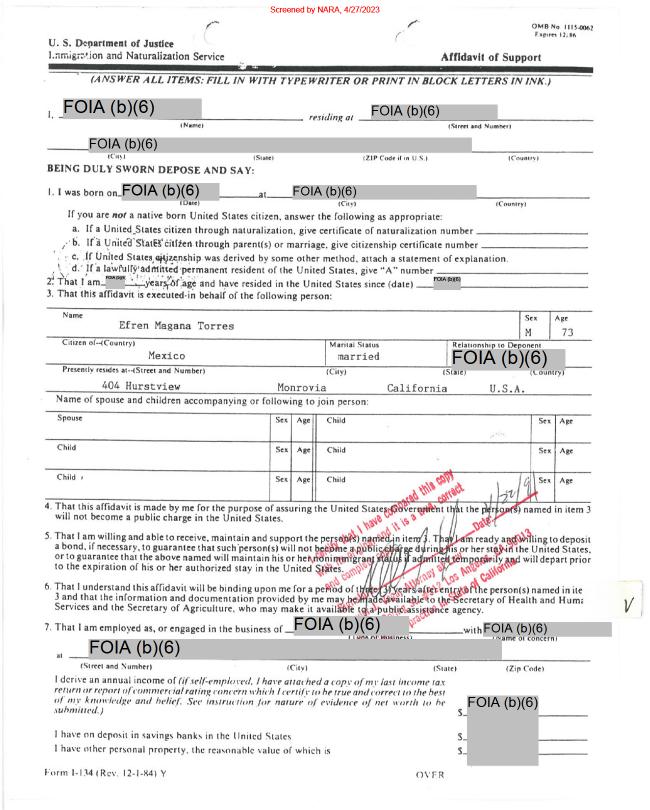 Screened by NARA, 4/27/2023
OMB No. 1115-0062
Expires 12/86
U. S. Department of Justice
Immigration and Naturalization Service
Affidavit of Support
(ANSWER ALL ITEMS: FILL IN WITH TYPEWRITER OR PRINT IN BLOCK LETTERS IN INK.)
I, FOIA (b)(6) residing at FOIA (b)(6)
(Name) (Street and Number)
FOIA (b)(6)
(City) (State) (ZIP Code if in U.S.) (Country)
BEING DULY SWORN DEPOSE AND SAY:
1. I was born on FOIA (b)(6) at FOIA (b)(6)
(Date) (City) (Country)
If you are not a native born United States citizen, answer the following as appropriate:
a. If a United States citizen through naturalization, give certificate of naturalization number
b. If a United States citizen through parent(s) or marriage, give citizenship certificate number
c. If United States citizenship was derived by some other method, attach a statement of explanation.
d. If a lawfully admitted permanent resident of the United States, give "A" number
2. That I am FOIA (b)(6) years of age and have resided in the United States since (date) FOIA (b)(6)
3. That this affidavit is executed in behalf of the following person:
Name Sex Age
Efren Magana Torres M 73
Citizen of--(Country) Marital Status Relationship to Deponent
Mexico married FOIA (b)(6)
Presently resides at--(Street and Number) (City) (State) (Country)
404 Hurstview Monrovia California U.S.A.
Name of spouse and children accompanying or following to join person:
Spouse Sex Age Child Sex Age
Child Sex Age Child Sex Age
Child Sex Age Child Sex Age
4. That this affidavit is made by me for the purpose of assuring the United States Government that the person(s) named in item 3
will not become a public charge in the United States.
5. That I am willing and able to receive, maintain and support the person(s) named in item 3. That I am ready and willing to deposit
a bond, if necessary, to guarantee that such person(s) will not become a public charge during his or her stay in the United States,
or to guarantee that the above named will maintain his or her nonimmigrant status if admitted temporarily and will depart prior
to the expiration of his or her authorized stay in the United States.
6. That I understand this affidavit will be binding upon me for a period of three (3) years after entry of the person(s) named in ite
3 and that the information and documentation provided by me may be made available to the Secretary of Health and Huma
Services and the Secretary of Agriculture, who may make it available to a public assistance agency.
7. That I am employed as, or engaged in the business of FOIA (b)(6) with FOIA (b)(6)
(Type of Business) (Name of concern)
at FOIA (b)(6)
(Street and Number) (City) (State) (Zip Code)
I derive an annual income of (if self-employed, I have attached a copy of my last income tax
return or report of commercial rating concern which I certify to be true and correct to the best
of my knowledge and belief. See instruction for nature of evidence of net worth to be
submitted.) $ FOIA (b)(6)
I have on deposit in savings banks in the United States $
I have other personal property, the reasonable value of which is $
Form I-134 (Rev. 12-1-84) Y OVER
I have compared this copy
and it is a correct
and complete
Date
Attorney at
Los Angeles
of California
V